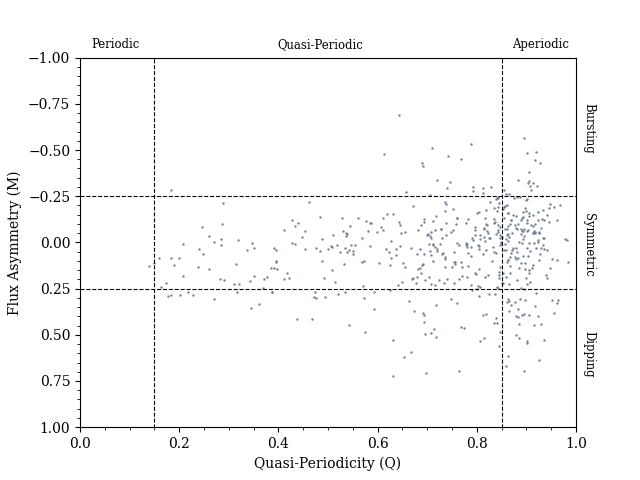 Periodic Quasi-Periodic Aperiodic
−1.00
−0.75
−0.50
−0.25
0.00
0.25
0.50
0.75
1.00
Flux Asymmetry (M)
Bursting
Symmetric
Dipping
0.0 0.2 0.4 0.6 0.8 1.0
Quasi-Periodicity (Q)